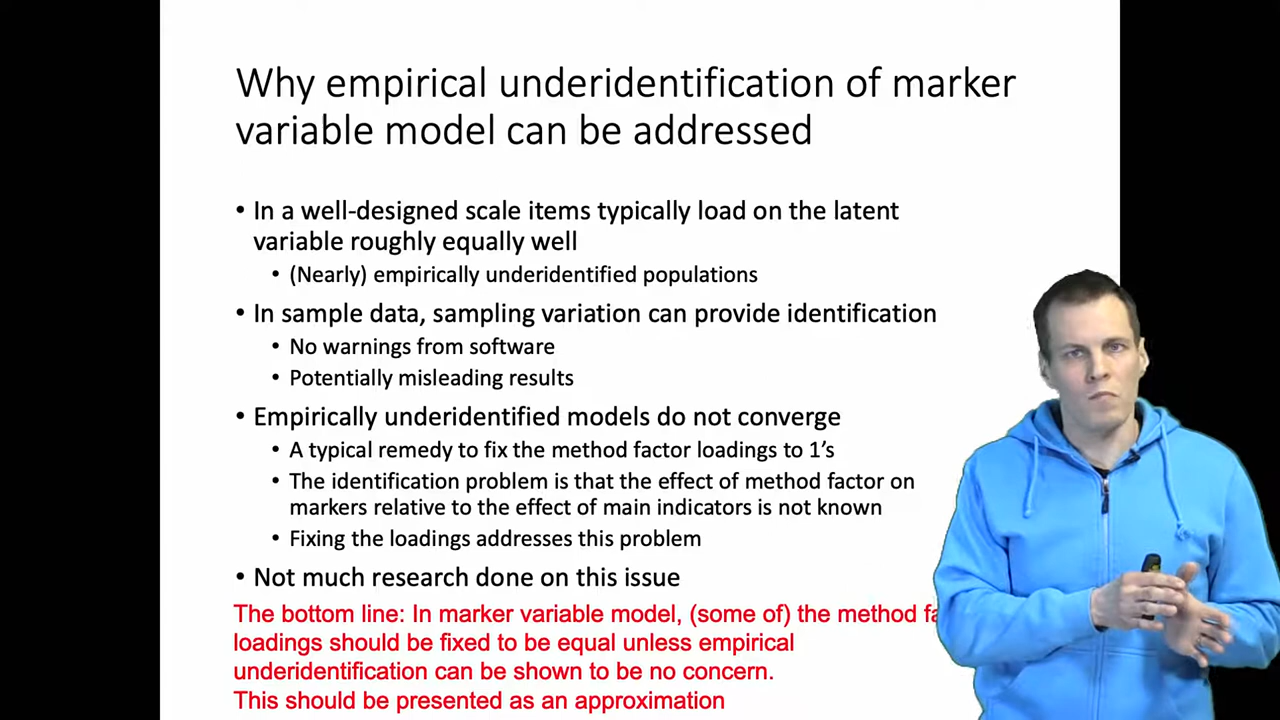 Why empirical underidentification of marker
variable model can be addressed
• In a well-designed scale items typically load on the latent
variable roughly equally well
• (Nearly) empirically underidentified populations
• In sample data, sampling variation can provide identification
• No warnings from software
• Potentially misleading results
• Empirically underidentified models do not converge
• A typical remedy to fix the method factor loadings to 1’s
• The identification problem is that the effect of method factor on
markers relative to the effect of main indicators is not known
• Fixing the loadings addresses this problem
• Not much research done on this issue
The bottom line: In marker variable model, (some of) the method
loadings should be fixed to be equal unless empirical
underidentification can be shown to be no concern.
This should be presented as an approximation